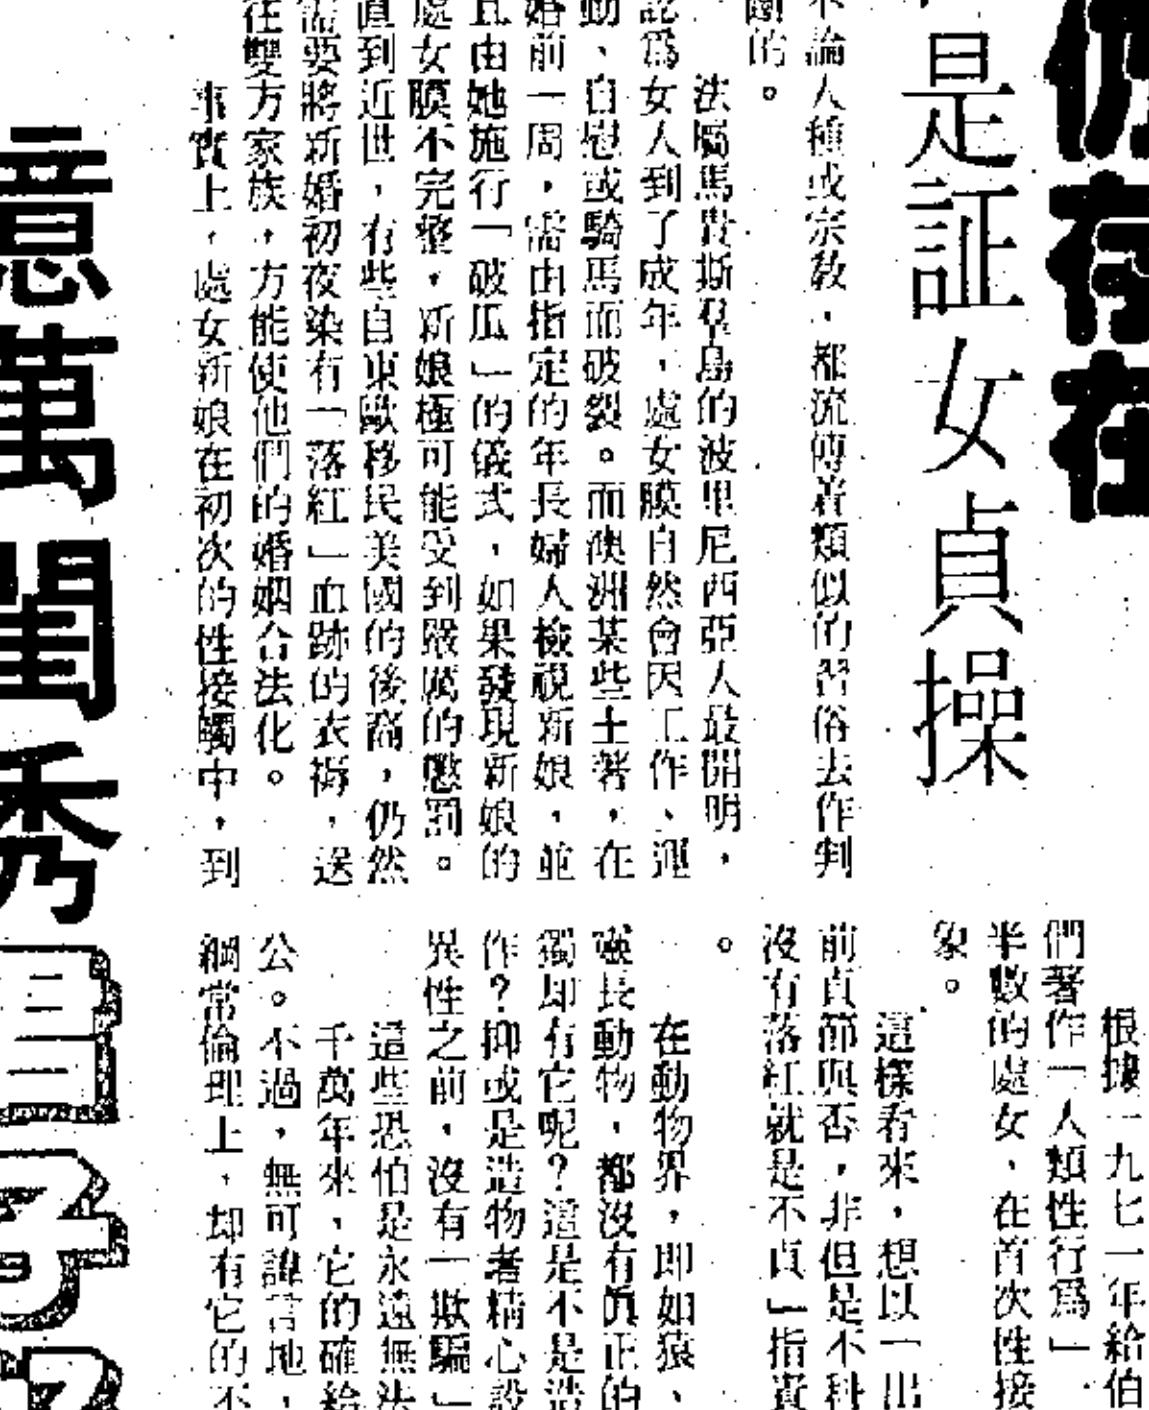 存在
是証女貞操
不論人種或宗教,都流傳着類似的習俗去作判
斷的。
法屬馬貴斯羣島的波里尼西亞人最開明,
認爲女人到了成年,處女膜自然會因工作、運
動、自慰或騎馬而破裂。而澳洲某些土著,在
婚前一周,需由指定的年長婦人檢視新娘,並
且由她施行「破瓜」的儀式,如果發現新娘的
處女膜不完整,新娘極可能受到嚴厲的懲罰。
直到近世,有些自東歐移民美國的後裔,仍然
需要將新婚初夜染有「落紅」血跡的衣褥,送
往雙方家族,方能使他們的婚姻合法化。
事實上,處女新娘在初次的性接觸中,到
根據一九七一年給伯
們著作「人類性行爲」
半數的處女,在首次性接
象。
這樣看來,想以「出
前貞節與否,非但是不科
沒有落紅就是不貞」指責
。
在動物界,即如猿、
靈長動物,都沒有眞正的
獨却有它呢?這是不是造
作?抑或是造物者精心設
異性之前,沒有「欺騙」
這些恐怕是永遠無法
千萬年來,它的確給
公。不過,無可諱言地,
綱常倫理上,却有它的不
意萬閨秀君子好